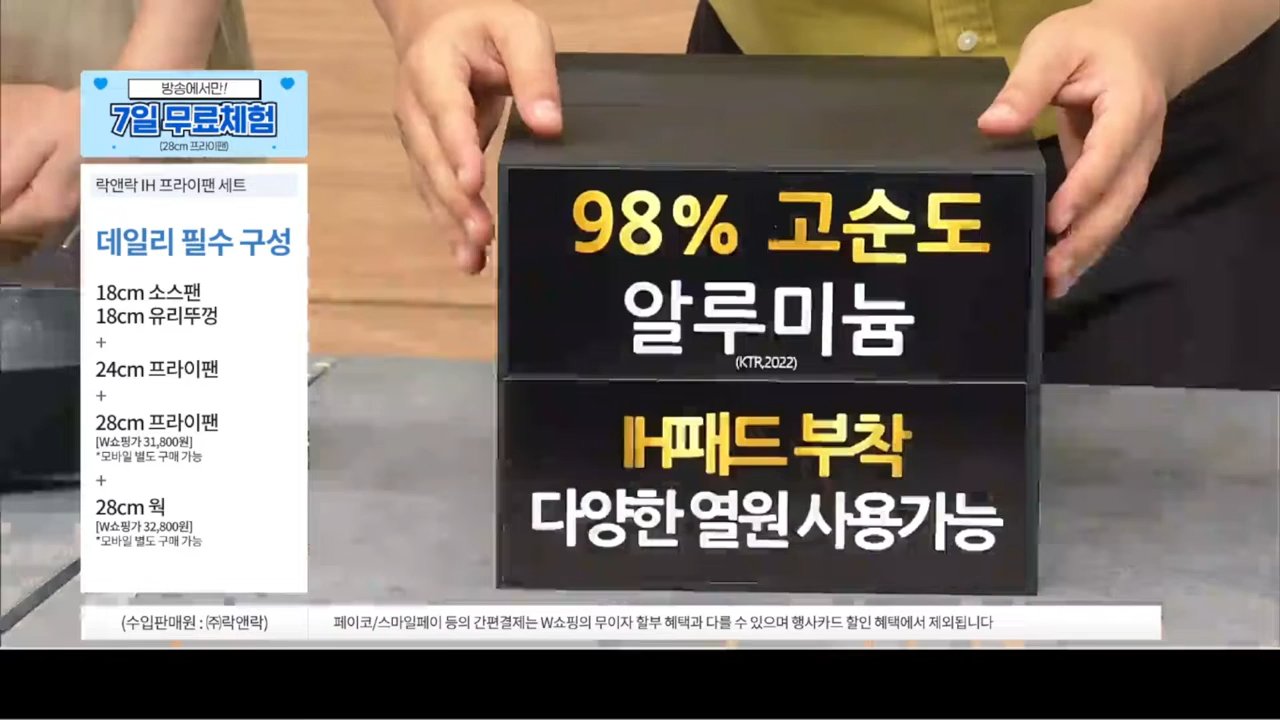 방송에서만!
7일 무료체험
(28cm 프라이팬)
락앤락 IH 프라이팬 세트
데일리 필수 구성
18cm 소스팬
18cm 유리뚜껑
+
24cm 프라이팬
+
28cm 프라이팬
[W쇼핑가 31,800원]
*모바일 별도 구매 가능
+
28cm 웍
[W쇼핑가 32,800원]
*모바일 별도 구매 가능
98% 고순도
알루미늄
(KTR,2022)
IH패드 부착
다양한 열원 사용가능
(수입판매원 : ㈜락앤락)
페이코/스마일페이 등의 간편결제는 W쇼핑의 무이자 할부 혜택과 다를 수 있으며 행사카드 할인 혜택에서 제외됩니다